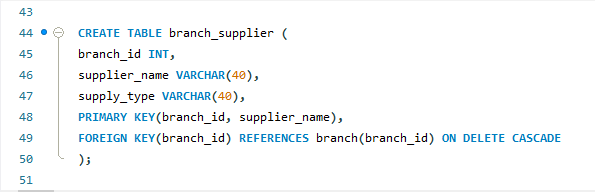 43
44 CREATE TABLE branch_supplier (
45 branch_id INT,
46 supplier_name VARCHAR(40),
47 supply_type VARCHAR(40),
48 PRIMARY KEY(branch_id, supplier_name),
49 FOREIGN KEY(branch_id) REFERENCES branch(branch_id) ON DELETE CASCADE
50 );
51